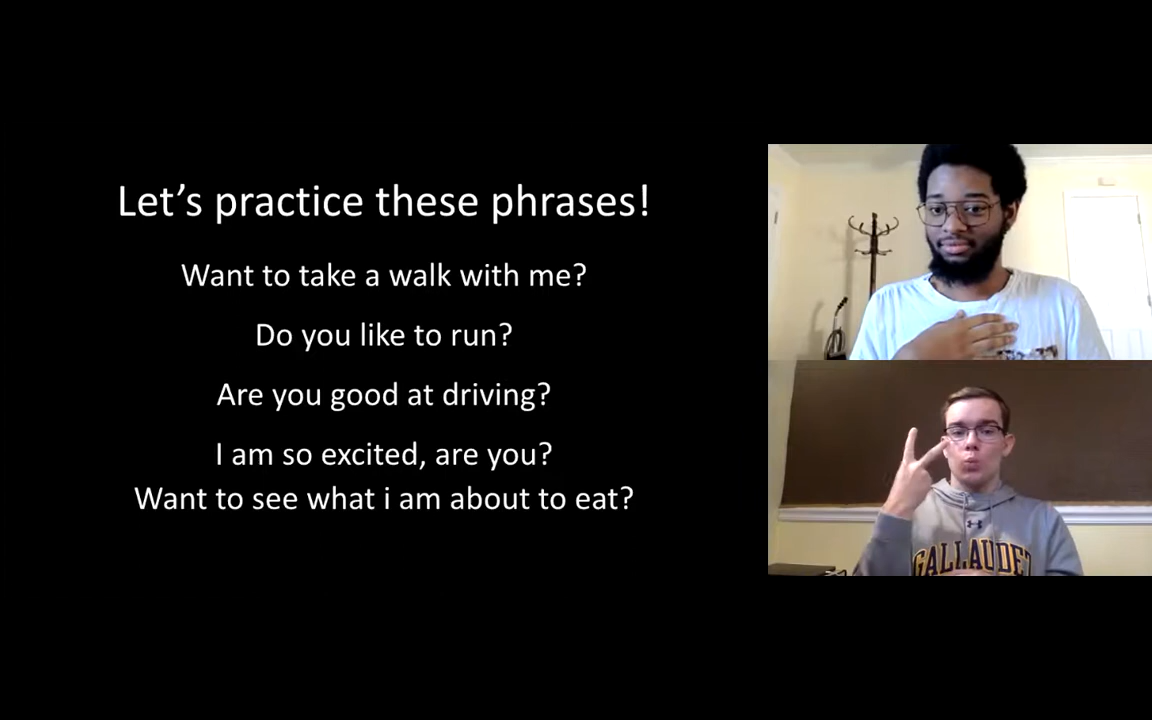 Let’s practice these phrases!
Want to take a walk with me?
Do you like to run?
Are you good at driving?
I am so excited, are you?
Want to see what i am about to eat?
GALLAUDET